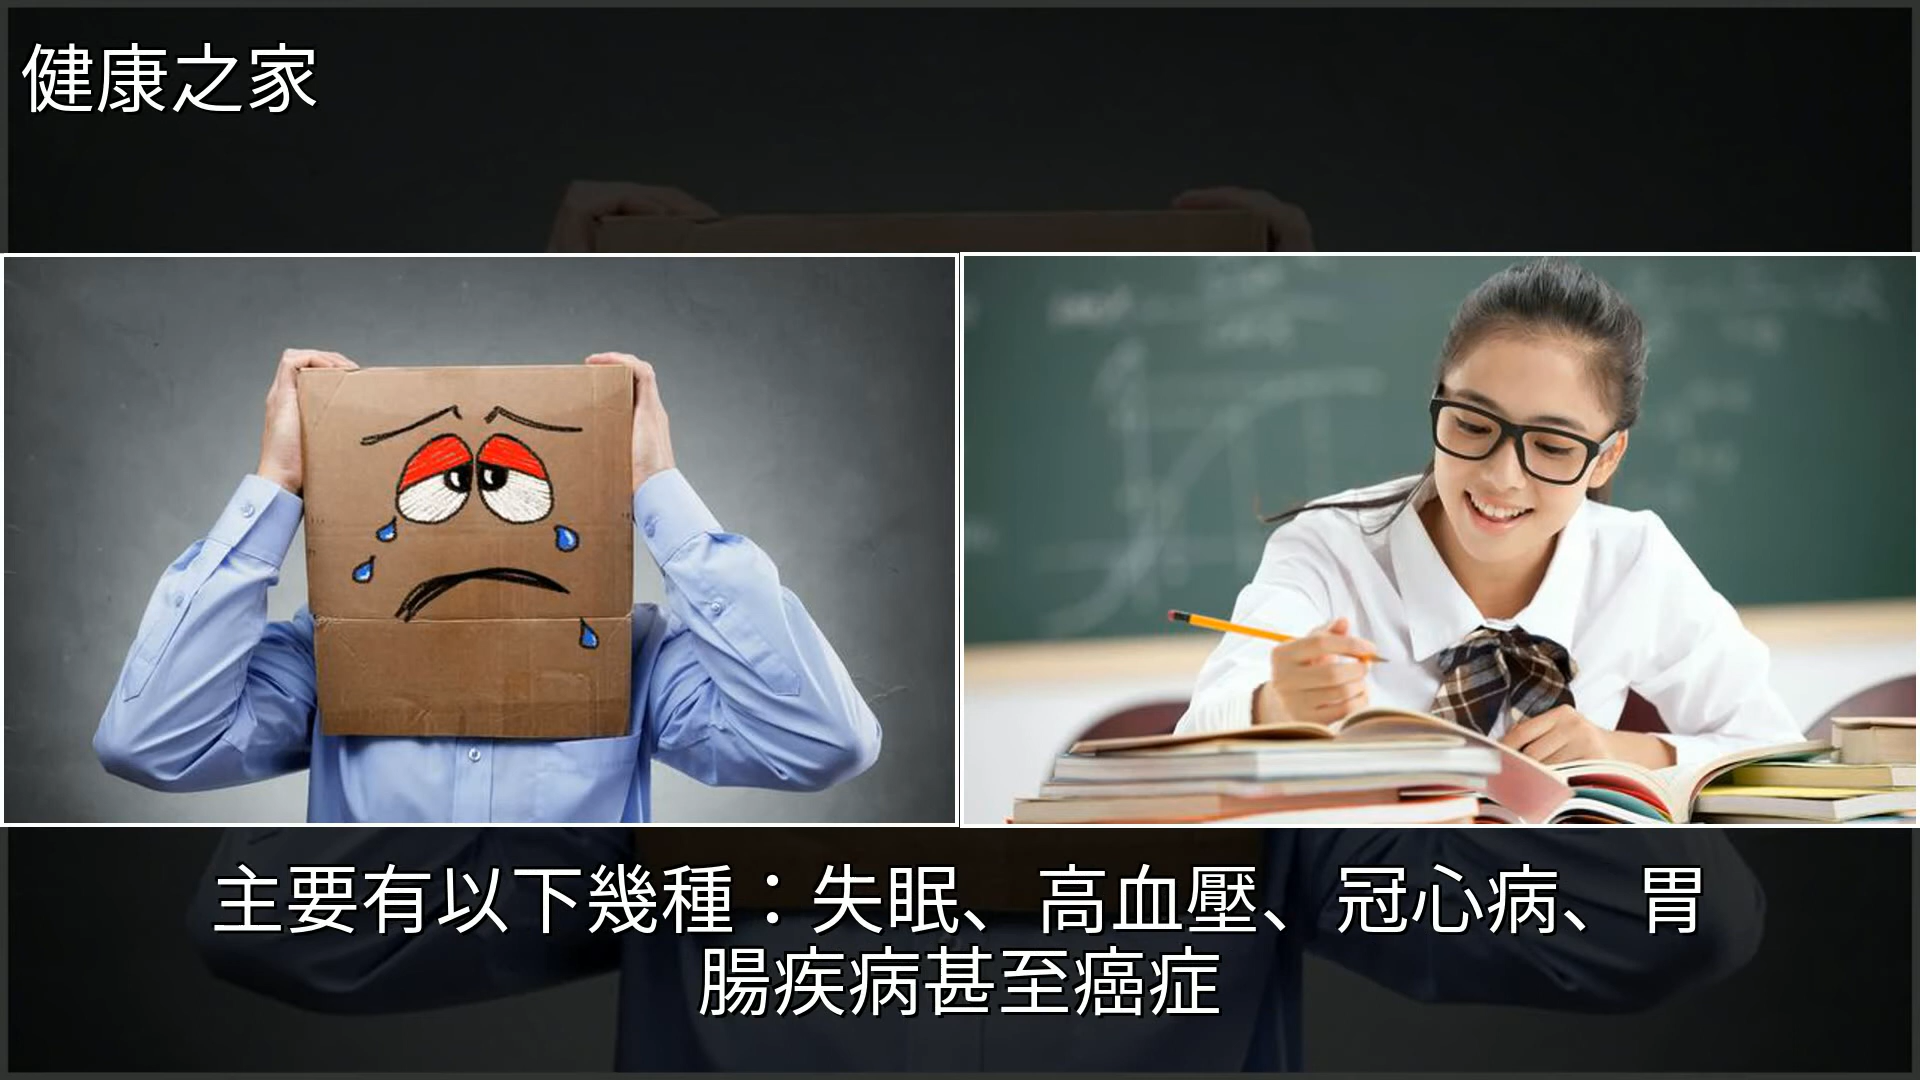 健康之家
主要有以下幾種：失眠、高血壓、冠心病、胃
腸疾病甚至癌症